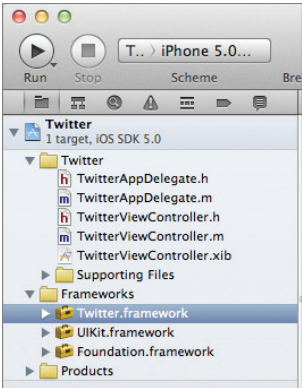 T.. › iPhone 5.0...
Run Stop Scheme Bre
Twitter
1 target, iOS SDK 5.0
Twitter
h TwitterAppDelegate.h
m TwitterAppDelegate.m
h TwitterViewController.h
m TwitterViewController.m
TwitterViewController.xib
Supporting Files
Frameworks
Twitter.framework
UIKit.framework
Foundation.framework
Products